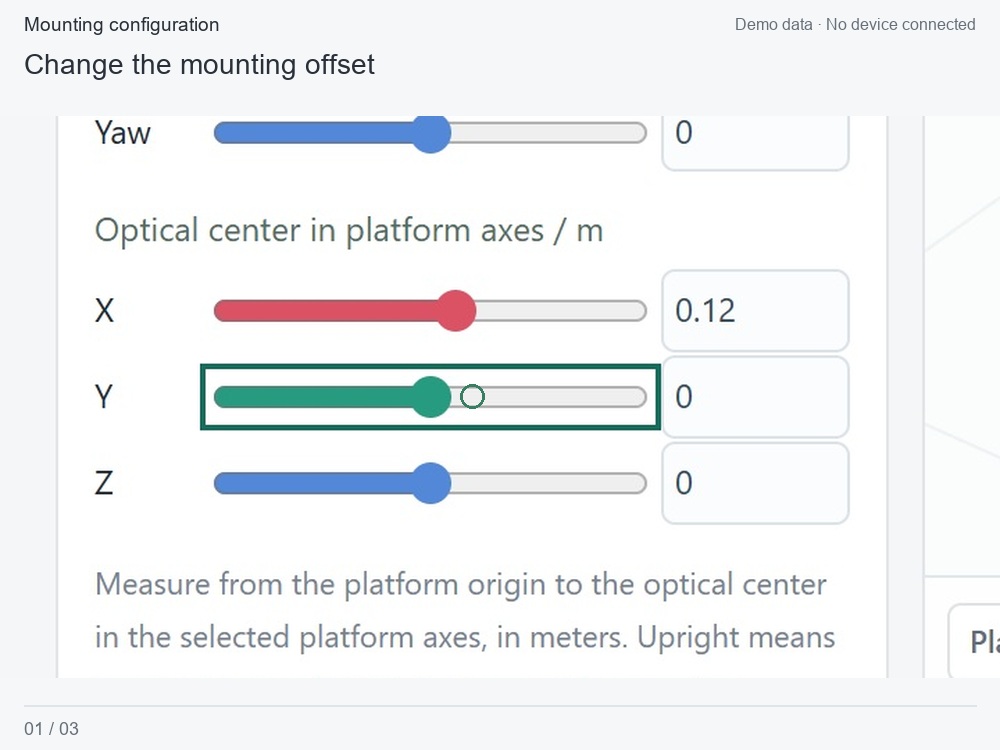 Mounting configuration
Demo data · No device connected
Change the mounting offset
Yaw
0
Optical center in platform axes / m
X
0.12
Y
0
Z
0
Measure from the platform origin to the optical center
in the selected platform axes, in meters. Upright means
01 / 03